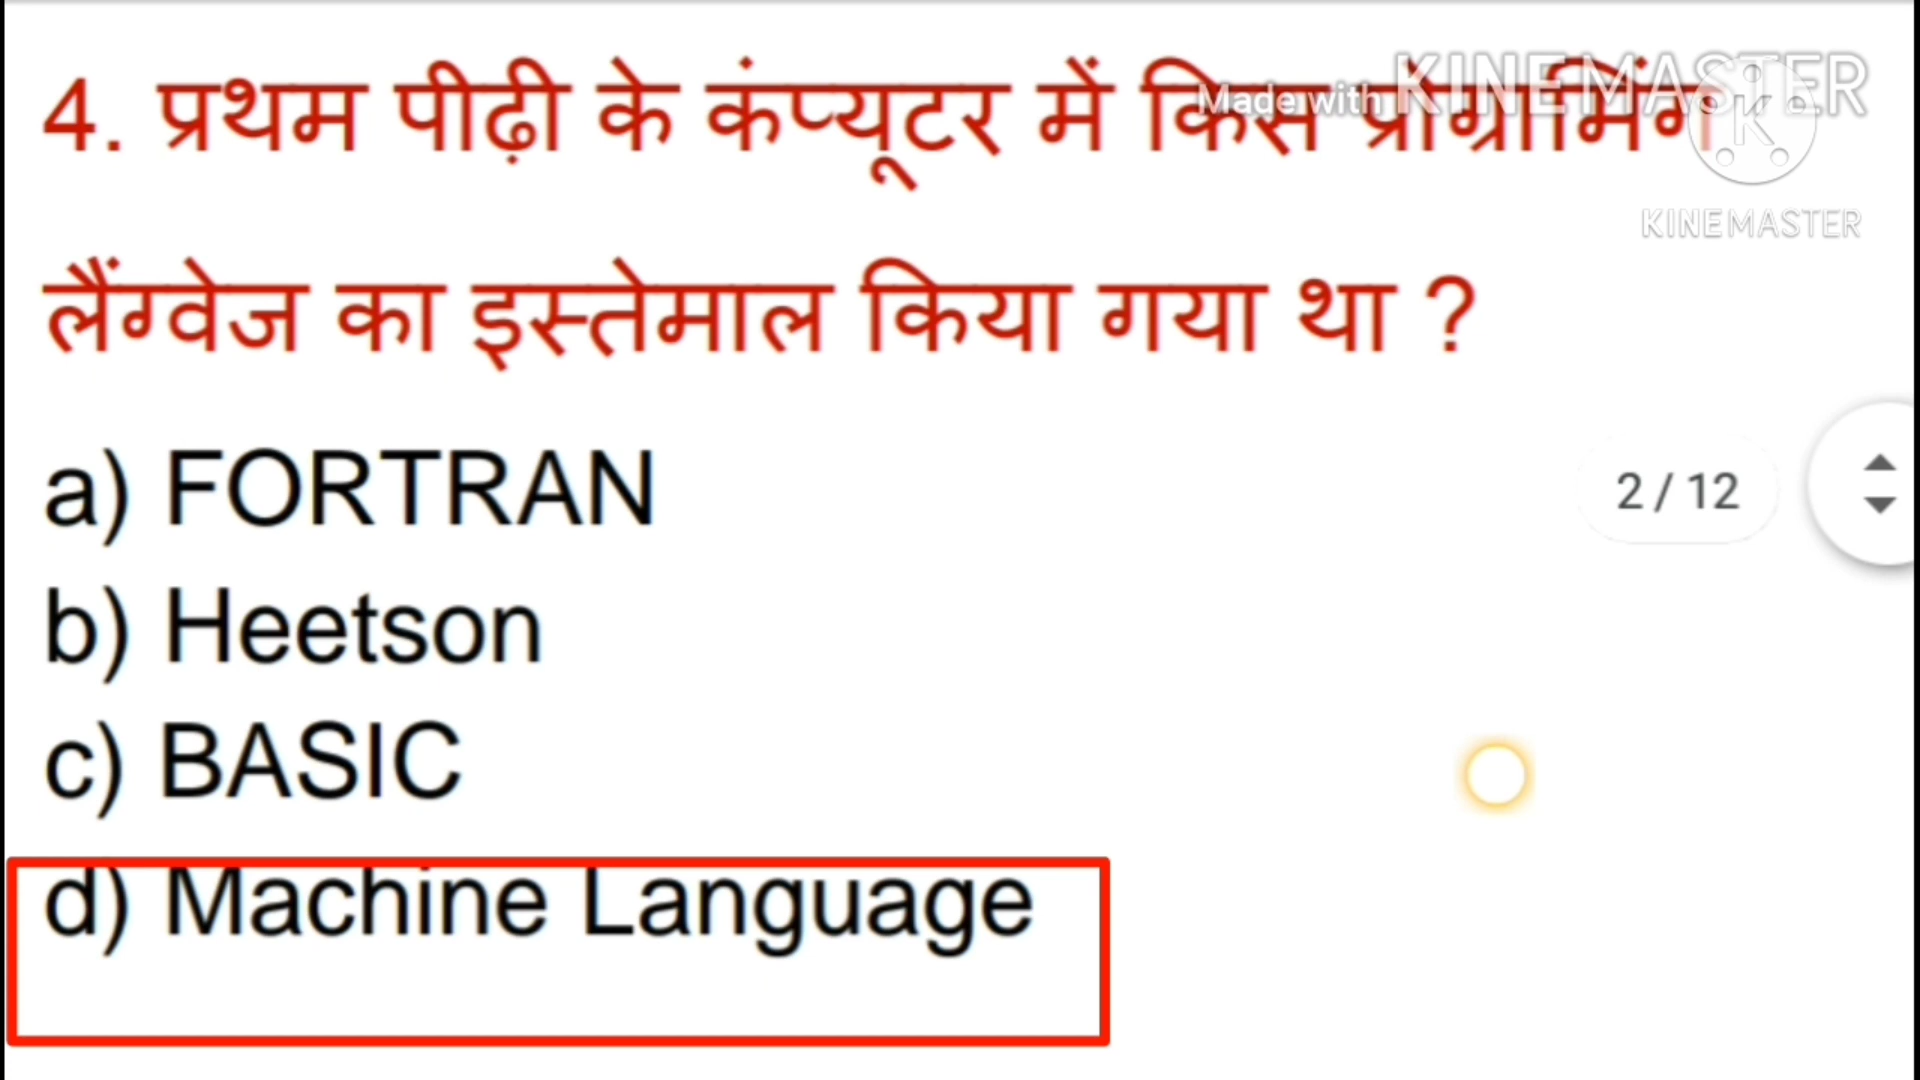 Made with KINEMASTER
4. प्रथम पीढ़ी के कंप्यूटर में किस प्रोग्रामिंग
K
KINEMASTER
लैंग्वेज का इस्तेमाल किया गया था ?
a) FORTRAN
2 / 12
b) Heetson
c) BASIC
d) Machine Language